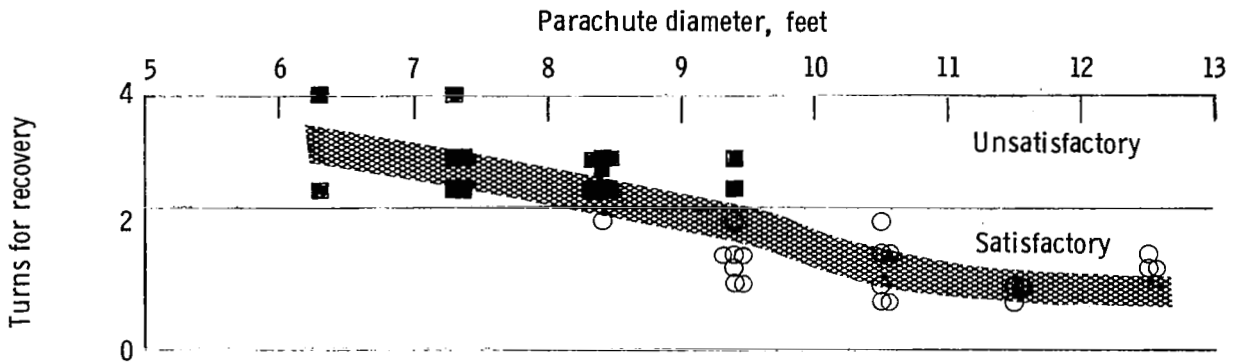 Parachute diameter, feet
5 6 7 8 9 10 11 12 13
4
Unsatisfactory
Turns for recovery
2
Satisfactory
0